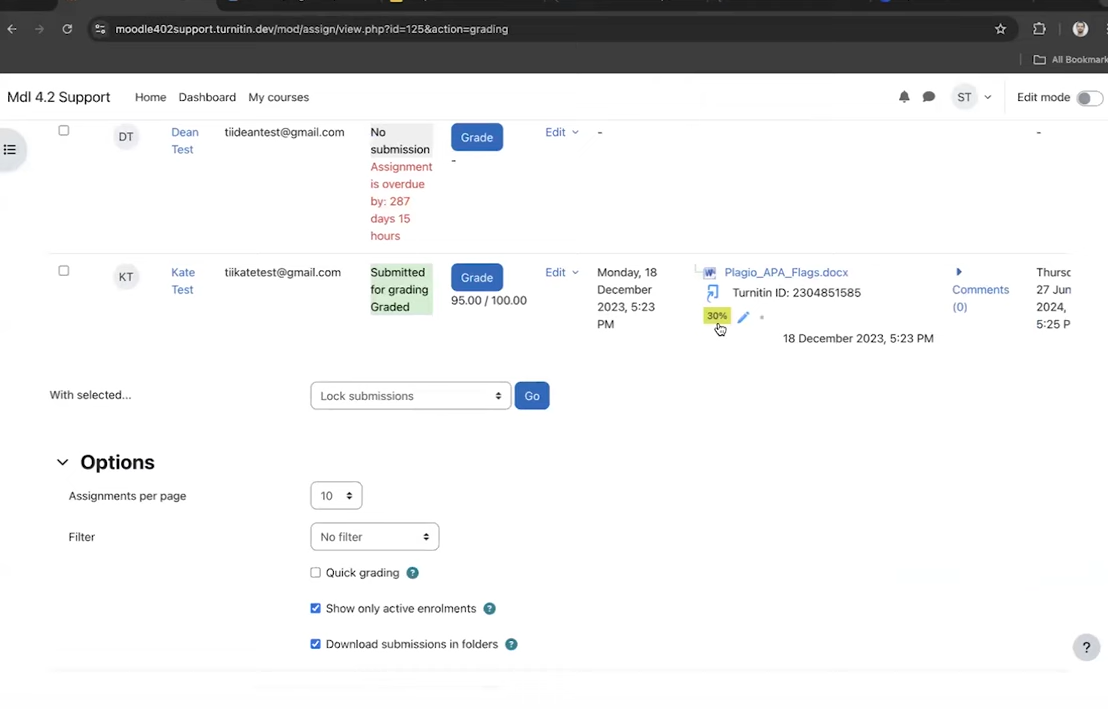 moodle402support.turnitin.dev/mod/assign/view.php?id=125&action=grading
All Bookmark
Mdl 4.2 Support Home Dashboard My courses ST Edit mode
DT
Dean
Test
tiideantest@gmail.com
No
submission
Assignment
is overdue
by: 287
days 15
hours
Grade
-
Edit
-
-
KT
Kate
Test
tiikatetest@gmail.com
Submitted
for grading
Graded
Grade
95.00 / 100.00
Edit
Monday, 18
December
2023, 5:23
PM
Plagio_APA_Flags.docx
Turnitin ID: 2304851585
30%
18 December 2023, 5:23 PM
Comments
(0)
Thursc
27 Jun
2024,
5:25 P
With selected... Lock submissions Go
Options
Assignments per page 10
Filter No filter
Quick grading ?
Show only active enrolments ?
Download submissions in folders ?
?